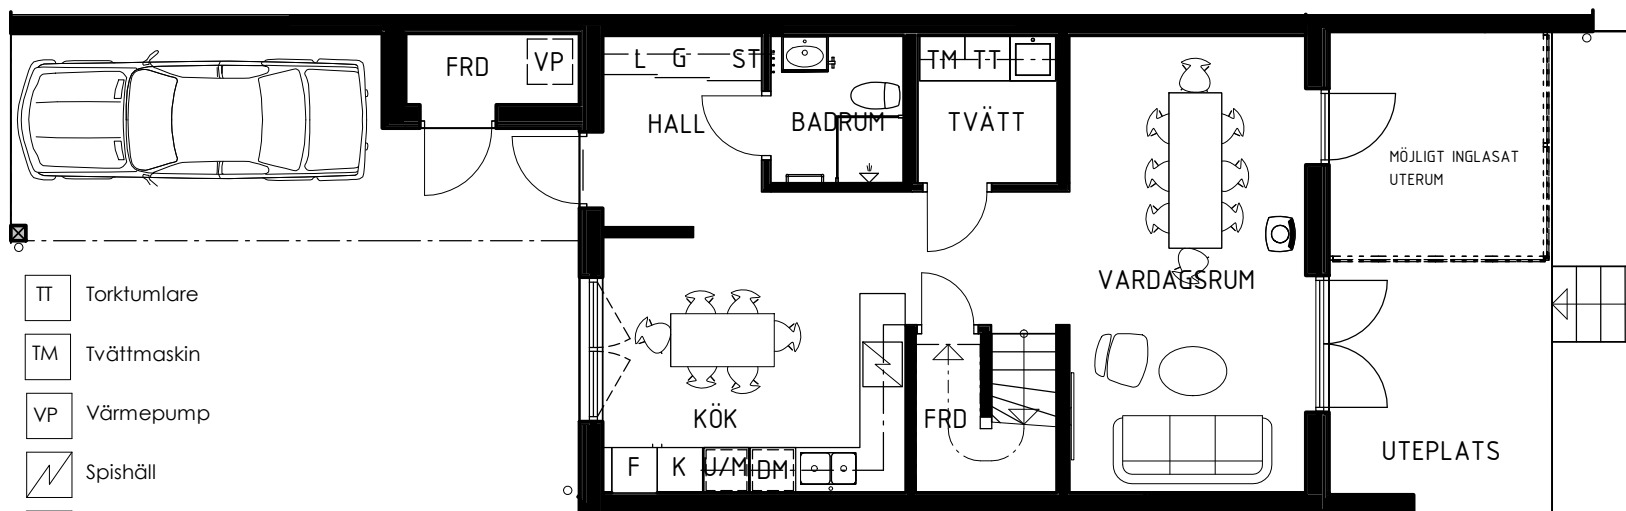 FRD
VP
L G ST
TM TT
HALL
BADRUM
TVÄTT
MÖJLIGT INGLASAT
UTERUM
VARDAGSRUM
TT Torktumlare
TM Tvättmaskin
VP Värmepump
Spishäll
KÖK
FRD
F K U/M DM
UTEPLATS